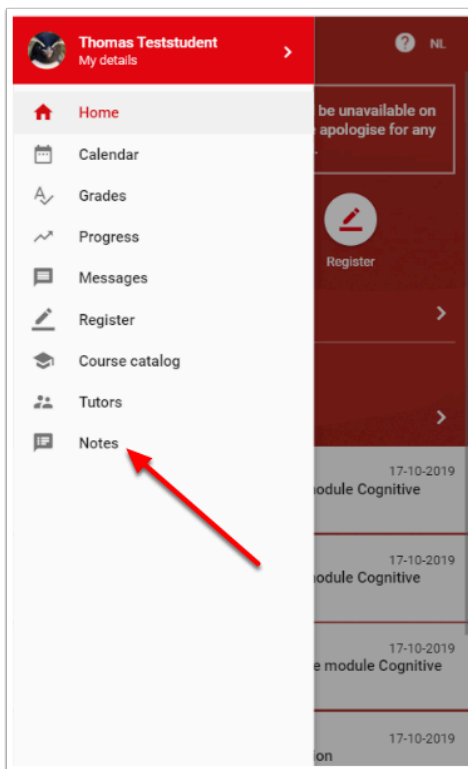 Thomas Teststudent
My details
NL
Home
Calendar
Grades
Progress
Messages
Register
Course catalog
Tutors
Notes
be unavailable on
apologise for any
Register
17-10-2019
module Cognitive
17-10-2019
module Cognitive
17-10-2019
module Cognitive
17-10-2019